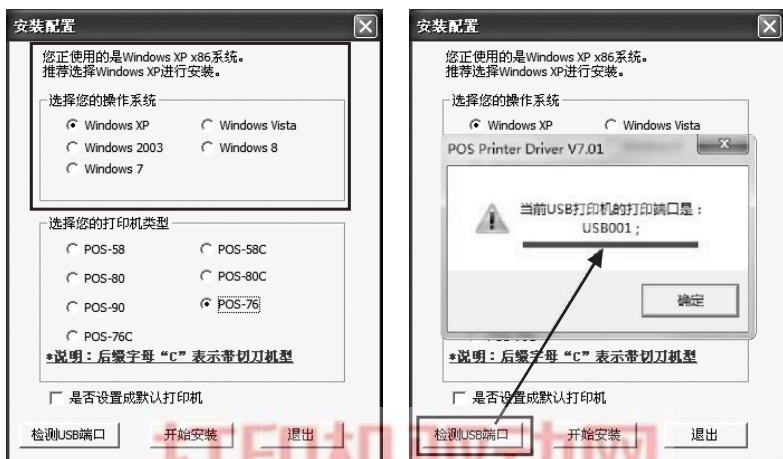 安装配置
您正使用的是Windows XP x86系统。
推荐选择Windows XP进行安装。
选择您的操作系统
Windows XP
Windows Vista
Windows 2003
Windows 8
Windows 7
选择您的打印机类型
POS-58
POS-58C
POS-80
POS-80C
POS-90
POS-76
POS-76C
*说明：后缀字母“C”表示带切刀机型
是否设置成默认打印机
检测USB端口
开始安装
退出
安装配置
您正使用的是Windows XP x86系统。
推荐选择Windows XP进行安装。
选择您的操作系统
Windows XP
Windows Vista
POS Printer Driver V7.01
当前USB打印机的打印端口是：
USB001；
确定
*说明：后缀字母“C”表示带切刀机型
是否设置成默认打印机
检测USB端口
开始安装
退出